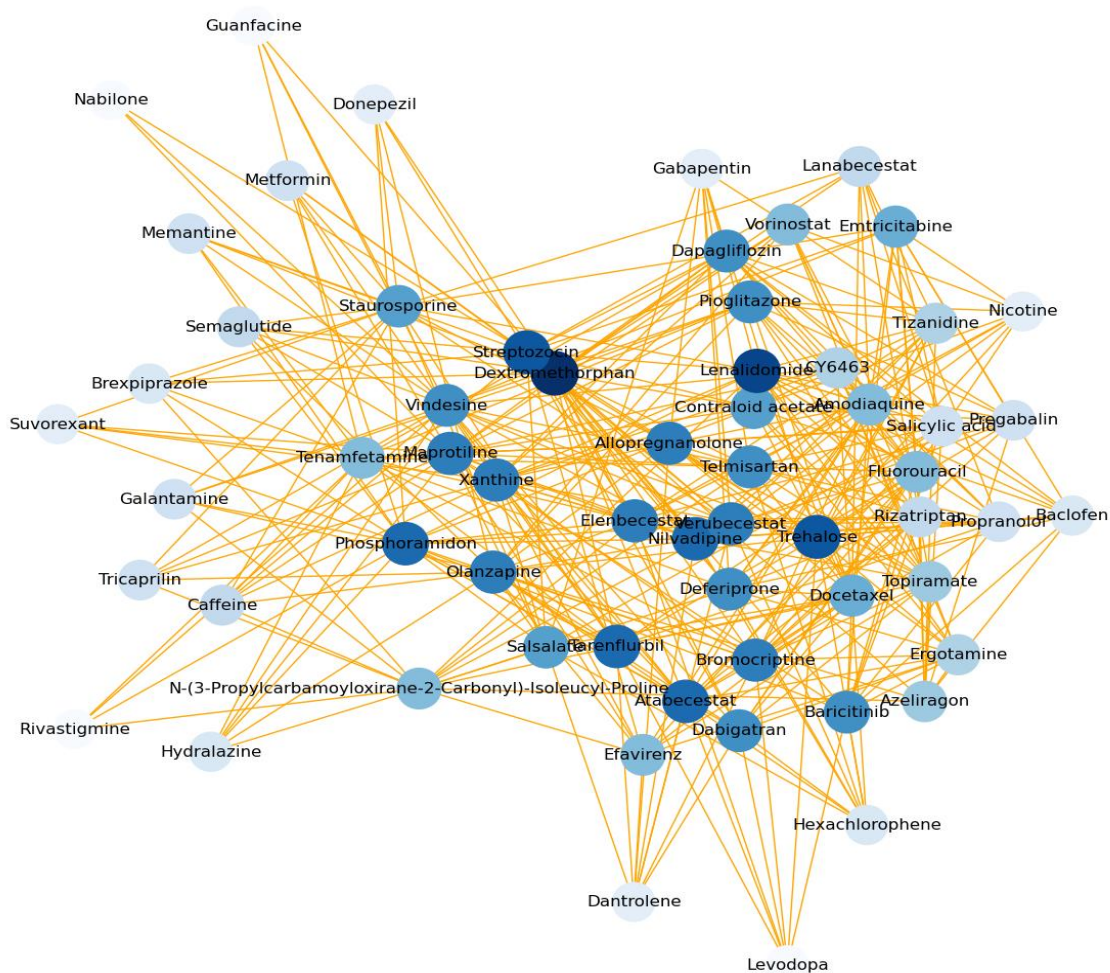 Guanfacine
Nabilone
Donepezil
Gabapentin
Lanabecestat
Metformin
Vorinostat
Emtricitabine
Memantine
Dapagliflozin
Staurosporine
Pioglitazone
Nicotine
Semaglutide
Tizanidine
Streptozocin
Dextromethorphan
Lenalidomide
CY6463
Brexpiprazole
Vindesine
Contraloid acetate
Amodiaquine
Suvorexant
Salicylic acid
Pregabalin
Allopregnanolone
Maprotiline
Tenamfetamine
Telmisartan
Fluorouracil
Xanthine
Galantamine
Elenbecestat
Verubecestat
Rizatriptan
Propranolol
Baclofen
Phosphoramidon
Nilvadipine
Trehalose
Olanzapine
Tricaprilin
Deferiprone
Topiramate
Docetaxel
Caffeine
Salsalate
Tarenflurbil
Ergotamine
Bromocriptine
N-(3-Propylcarbamoyloxirane-2-Carbonyl)-Isoleucyl-Proline
Atabecestat
Azeliragon
Baricitinib
Rivastigmine
Dabigatran
Hydralazine
Efavirenz
Hexachlorophene
Dantrolene
Levodopa